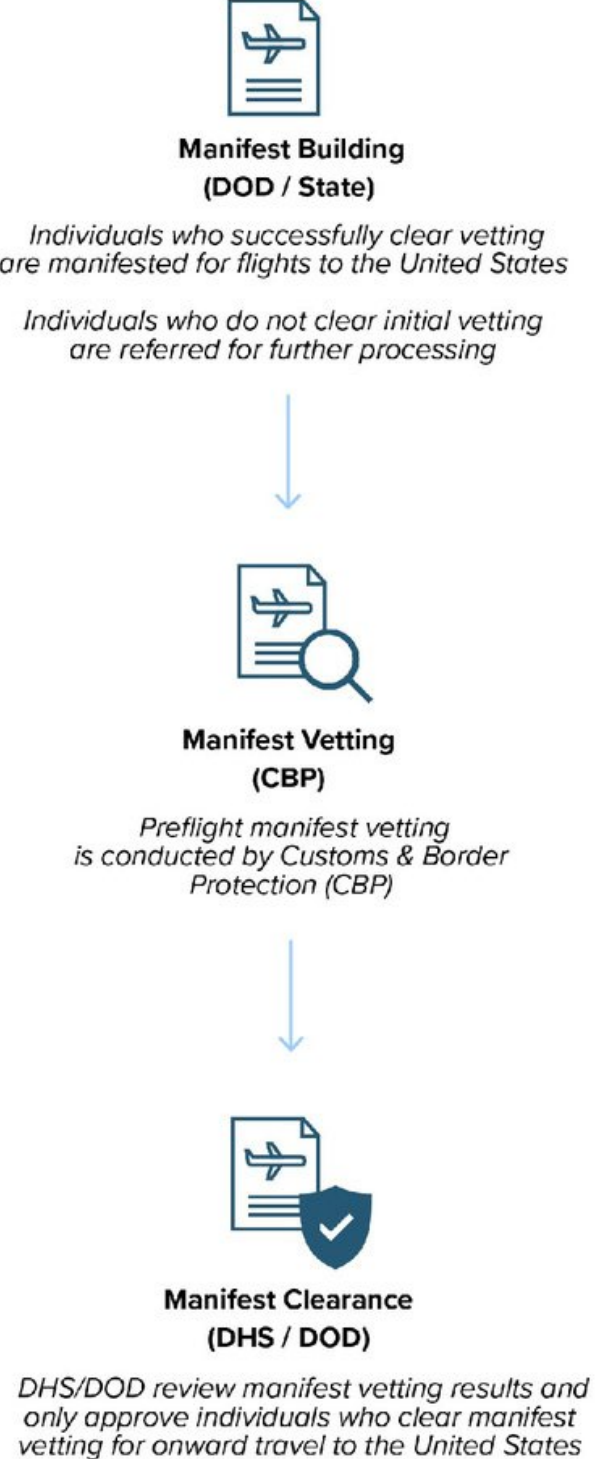 Manifest Building
(DOD / State)
Individuals who successfully clear vetting
are manifested for flights to the United States
Individuals who do not clear initial vetting
are referred for further processing
Manifest Vetting
(CBP)
Preflight manifest vetting
is conducted by Customs & Border
Protection (CBP)
Manifest Clearance
(DHS / DOD)
DHS/DOD review manifest vetting results and
only approve individuals who clear manifest
vetting for onward travel to the United States